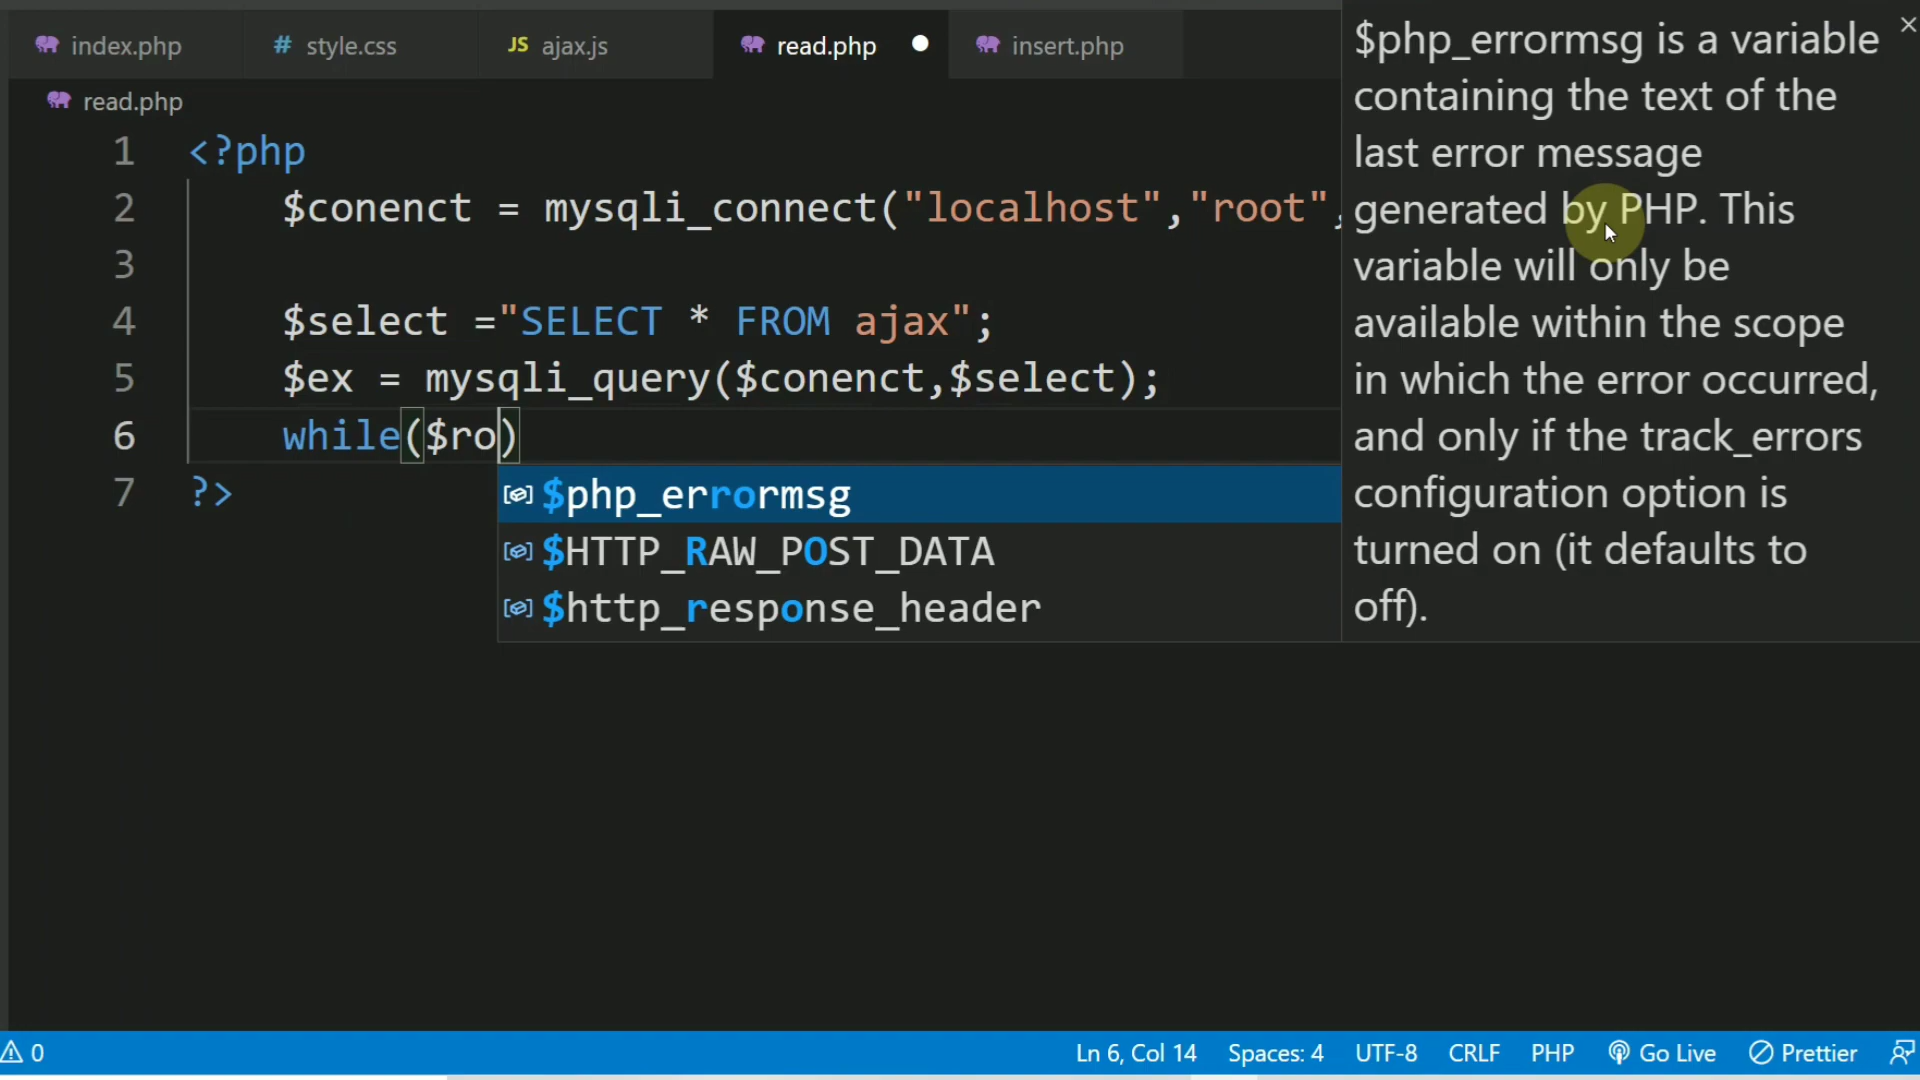 index.php
# style.css
JS ajax.js
read.php
insert.php
read.php
1 <?php
2 $conenct = mysqli_connect("localhost","root",
3
4 $select ="SELECT * FROM ajax";
5 $ex = mysqli_query($conenct,$select);
6 while($ro)
7 ?>
$php_errormsg
$HTTP_RAW_POST_DATA
$http_response_header
$php_errormsg is a variable
containing the text of the
last error message
generated by PHP. This
variable will only be
available within the scope
in which the error occurred,
and only if the track_errors
configuration option is
turned on (it defaults to
off).
0
Ln 6, Col 14
Spaces: 4
UTF-8
CRLF
PHP
Go Live
Prettier